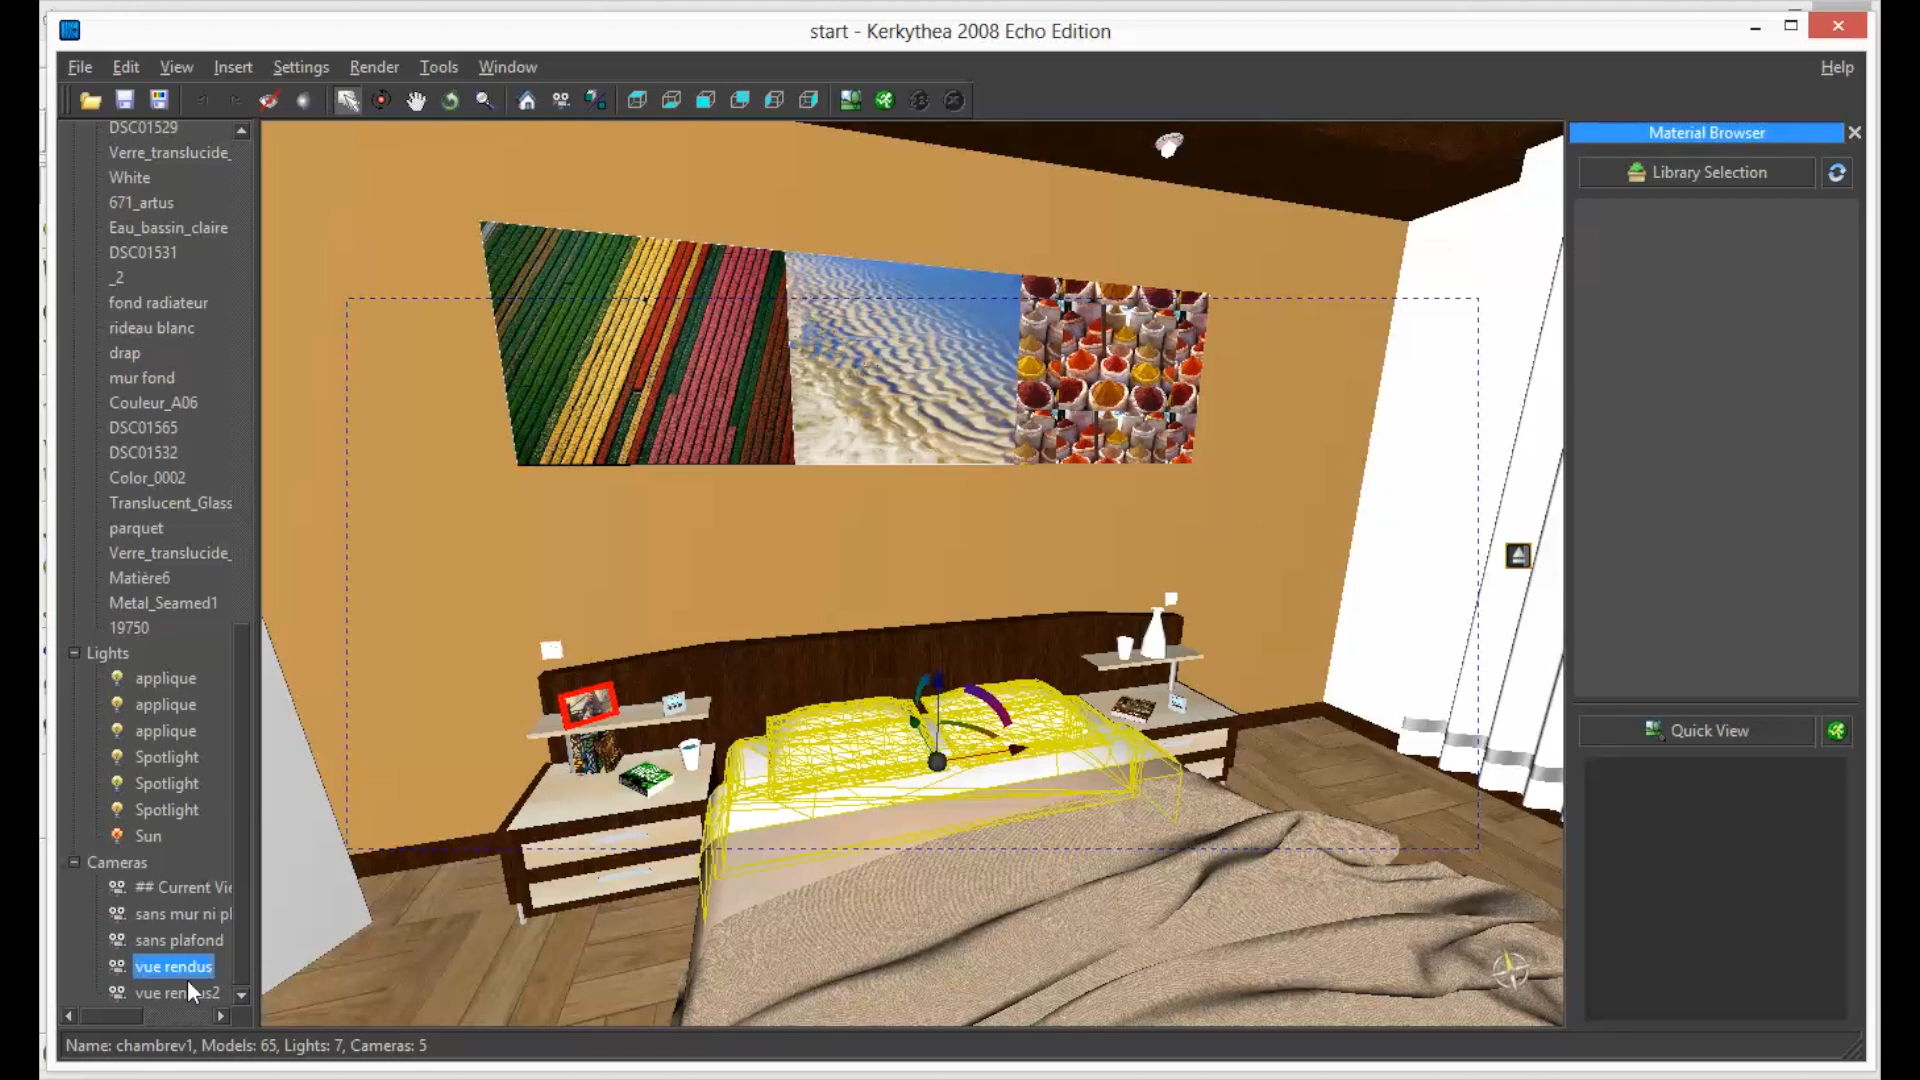 start - Kerkythea 2008 Echo Edition
File Edit View Insert Settings Render Tools Window Help
DSC01529
Verre_translucide_
White
671_artus
Eau_bassin_claire
DSC01531
_2
fond radiateur
rideau blanc
drap
mur fond
Couleur_A06
DSC01565
DSC01532
Color_0002
Translucent_Glass
parquet
Verre_translucide_
Matière6
Metal_Seamed1
19750
Lights
applique
applique
applique
Spotlight
Spotlight
Spotlight
Sun
Cameras
## Current Vie
sans mur ni pl
sans plafond
vue rendus
vue rendus2
Material Browser
Library Selection
Quick View
Name: chambrev1, Models: 65, Lights: 7, Cameras: 5